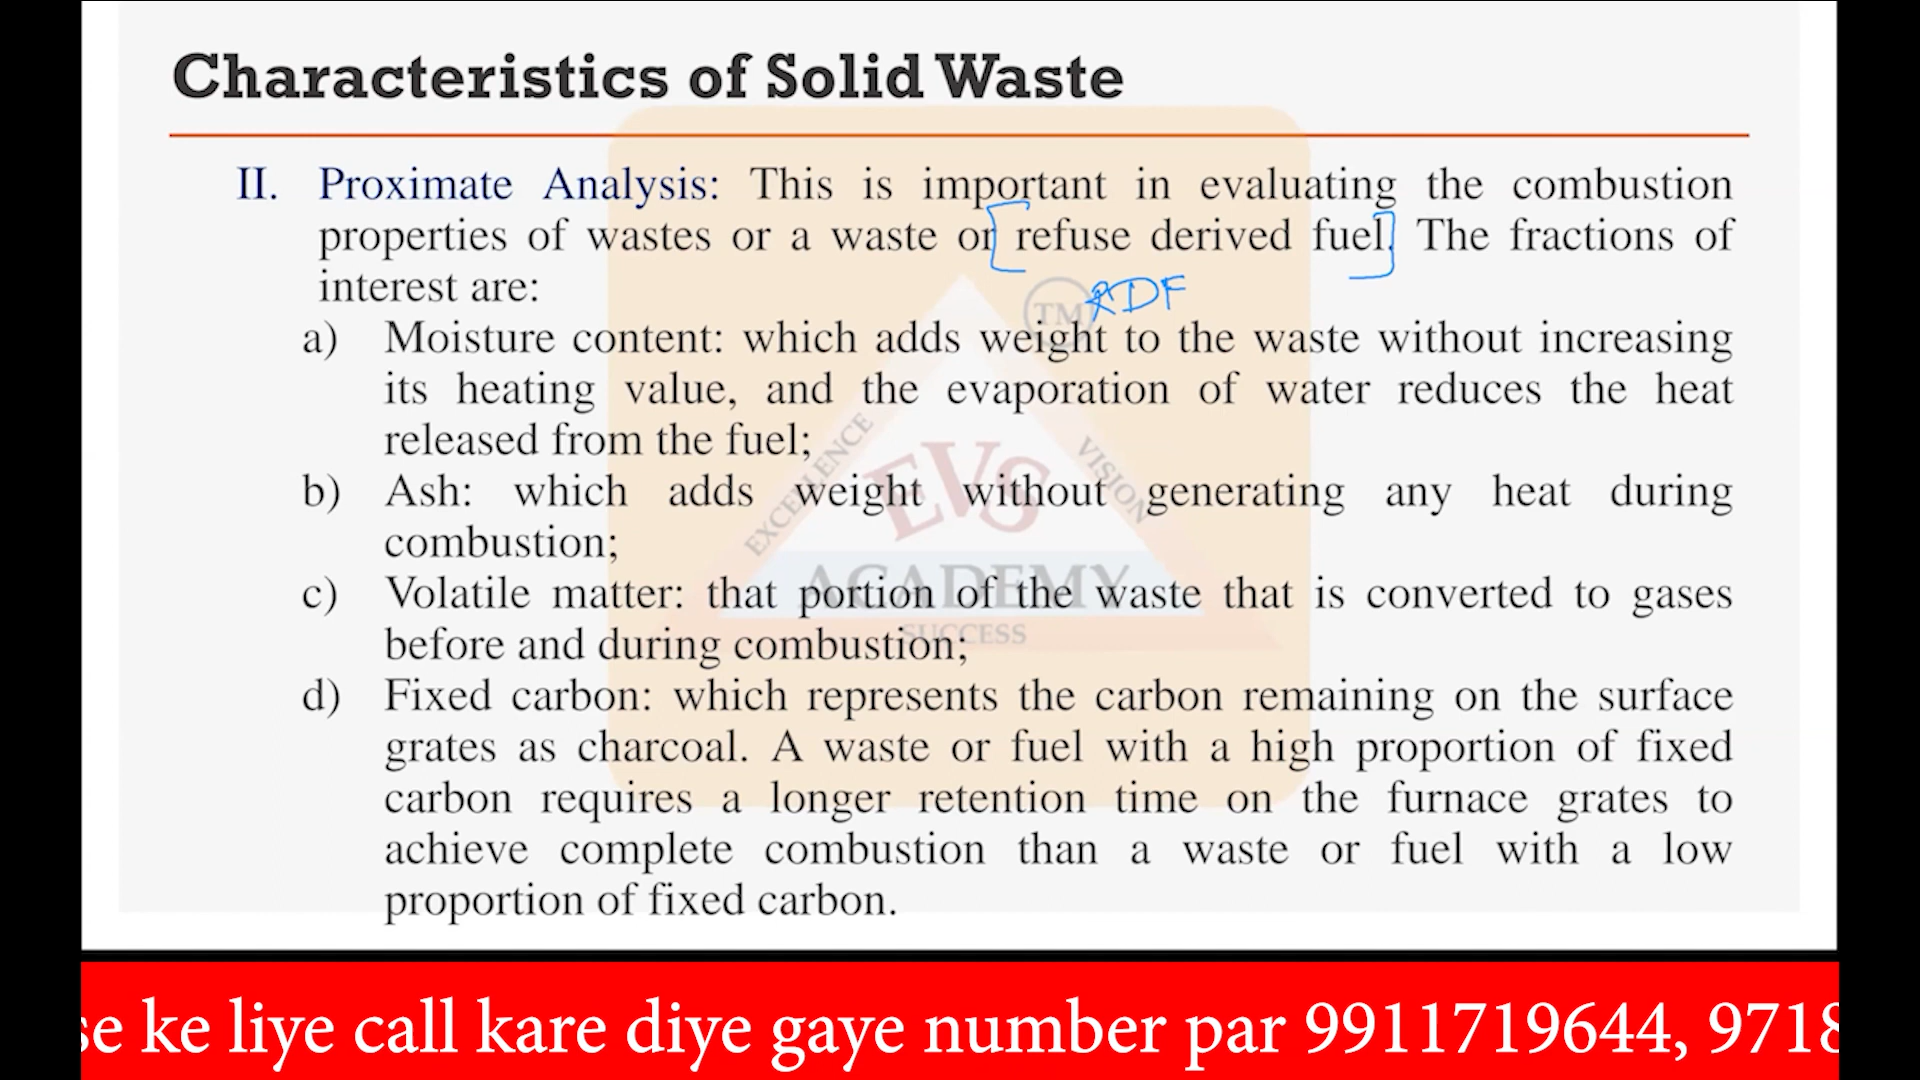 Characteristics of Solid Waste
II. Proximate Analysis: This is important in evaluating the combustion
properties of wastes or a waste or [refuse derived fuel]. The fractions of
interest are:
RDF
TM
a) Moisture content: which adds weight to the waste without increasing
its heating value, and the evaporation of water reduces the heat
released from the fuel;
b) Ash: which adds weight without generating any heat during
combustion;
c) Volatile matter: that portion of the waste that is converted to gases
before and during combustion;
d) Fixed carbon: which represents the carbon remaining on the surface
grates as charcoal. A waste or fuel with a high proportion of fixed
carbon requires a longer retention time on the furnace grates to
achieve complete combustion than a waste or fuel with a low
proportion of fixed carbon.
EXCELLENCE
VISION
EVS
ACADEMY
SUCCESS
se ke liye call kare diye gaye number par 9911719644, 9718